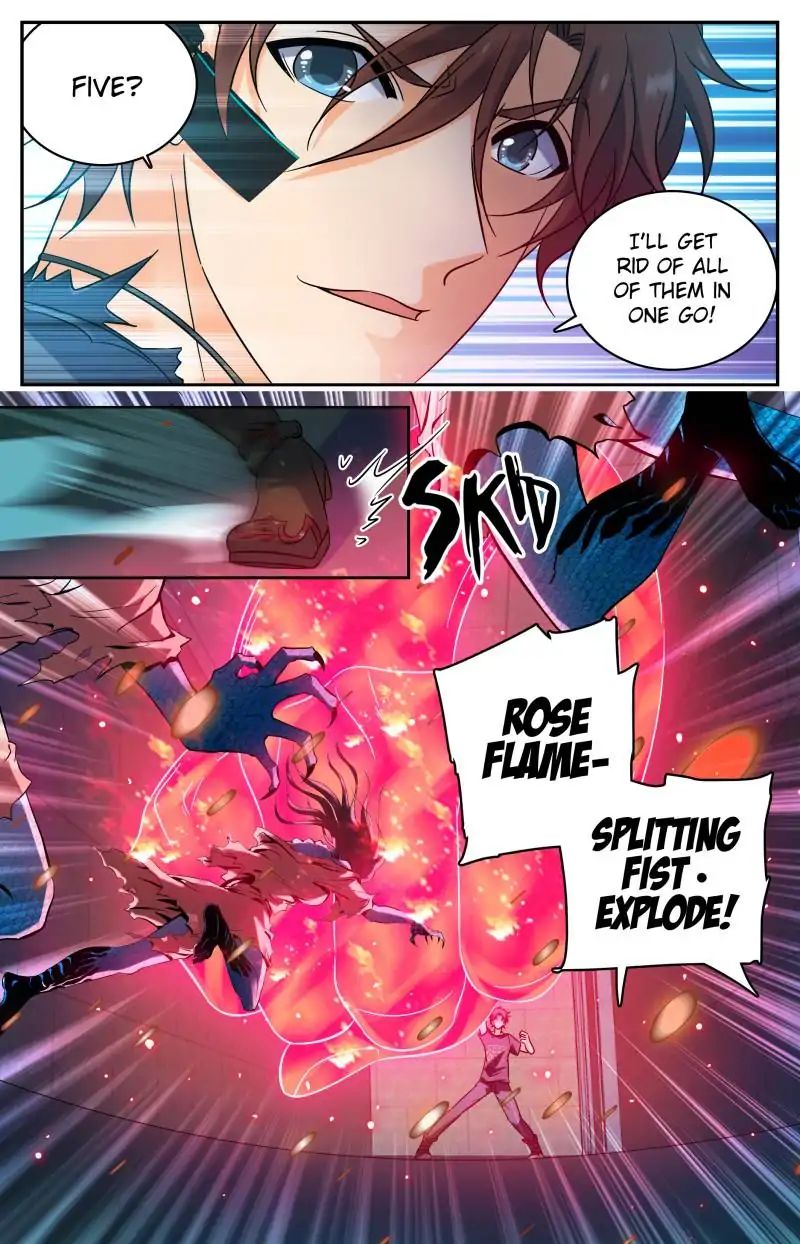 FIVE?
I'LL GET
RID OF ALL
OF THEM IN
ONE GO!
SKID
ROSE
FLAME-
SPLITTING
FIST •
EXPLODE!